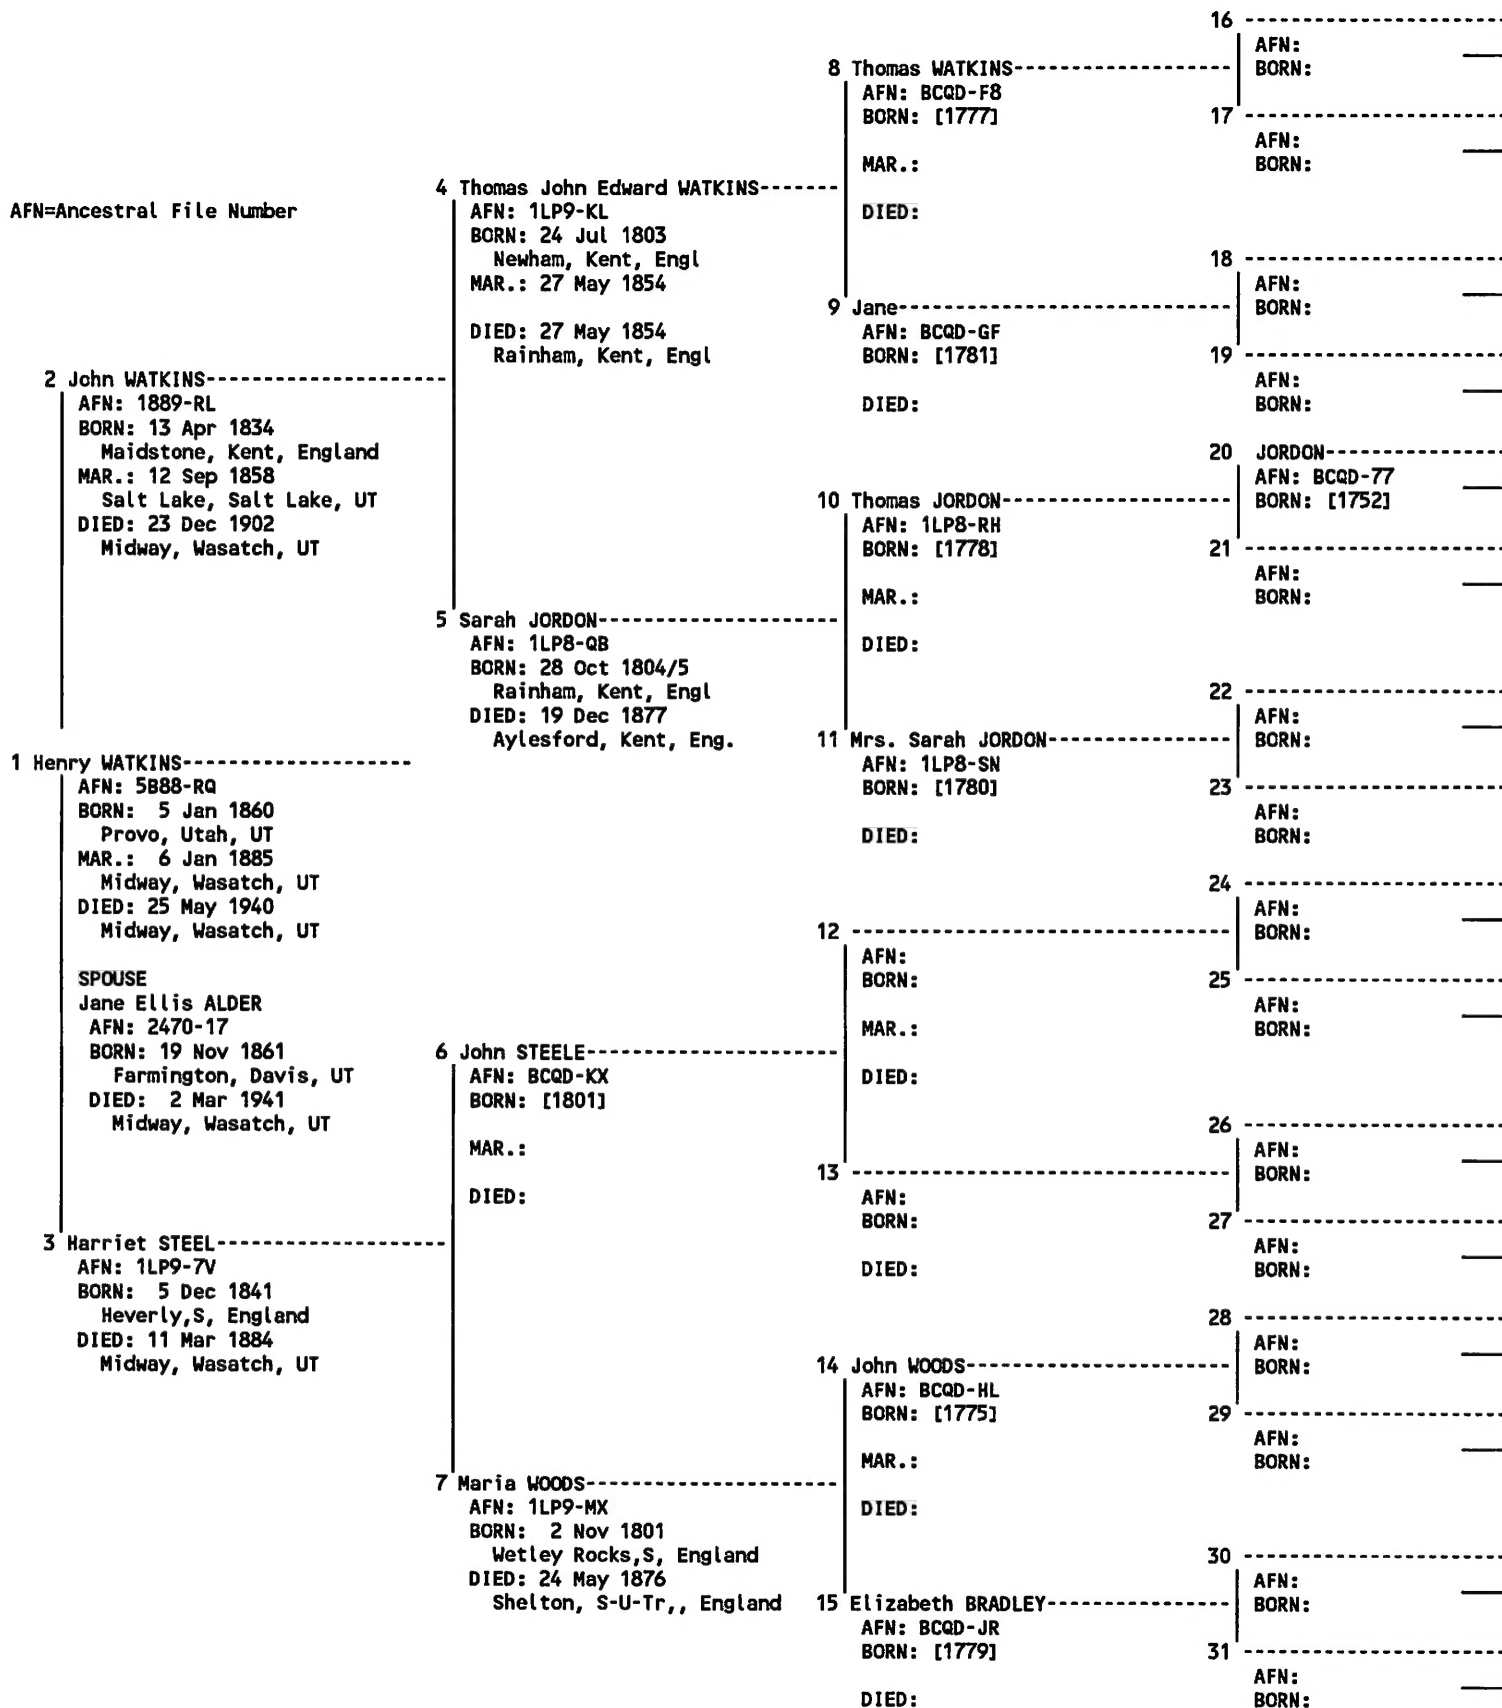 AFN=Ancestral File Number
1 Henry WATKINS
AFN: 5B88-RQ
BORN: 5 Jan 1860
Provo, Utah, UT
MAR.: 6 Jan 1885
Midway, Wasatch, UT
DIED: 25 May 1940
Midway, Wasatch, UT
SPOUSE
Jane Ellis ALDER
AFN: 2470-17
BORN: 19 Nov 1861
Farmington, Davis, UT
DIED: 2 Mar 1941
Midway, Wasatch, UT
2 John WATKINS
AFN: 1889-RL
BORN: 13 Apr 1834
Maidstone, Kent, England
MAR.: 12 Sep 1858
Salt Lake, Salt Lake, UT
DIED: 23 Dec 1902
Midway, Wasatch, UT
3 Harriet STEEL
AFN: 1LP9-7V
BORN: 5 Dec 1841
Heverly,S, England
DIED: 11 Mar 1884
Midway, Wasatch, UT
4 Thomas John Edward WATKINS
AFN: 1LP9-KL
BORN: 24 Jul 1803
Newham, Kent, Engl
MAR.: 27 May 1854
DIED: 27 May 1854
Rainham, Kent, Engl
5 Sarah JORDON
AFN: 1LP8-QB
BORN: 28 Oct 1804/5
Rainham, Kent, Engl
DIED: 19 Dec 1877
Aylesford, Kent, Eng.
6 John STEELE
AFN: BCQD-KX
BORN: [1801]
MAR.:
DIED:
7 Maria WOODS
AFN: 1LP9-MX
BORN: 2 Nov 1801
Wetley Rocks,S, England
DIED: 24 May 1876
Shelton, S-U-Tr,, England
8 Thomas WATKINS
AFN: BCQD-F8
BORN: [1777]
MAR.:
DIED:
9 Jane
AFN: BCQD-GF
BORN: [1781]
DIED:
10 Thomas JORDON
AFN: 1LP8-RH
BORN: [1778]
MAR.:
DIED:
11 Mrs. Sarah JORDON
AFN: 1LP8-SN
BORN: [1780]
DIED:
12
AFN:
BORN:
MAR.:
DIED:
13
AFN:
BORN:
DIED:
14 John WOODS
AFN: BCQD-HL
BORN: [1775]
MAR.:
DIED:
15 Elizabeth BRADLEY
AFN: BCQD-JR
BORN: [1779]
DIED:
16
AFN:
BORN:
17
AFN:
BORN:
18
AFN:
BORN:
19
AFN:
BORN:
20 JORDON
AFN: BCQD-77
BORN: [1752]
21
AFN:
BORN:
22
AFN:
BORN:
23
AFN:
BORN:
24
AFN:
BORN:
25
AFN:
BORN:
26
AFN:
BORN:
27
AFN:
BORN:
28
AFN:
BORN:
29
AFN:
BORN:
30
AFN:
BORN:
31
AFN:
BORN: